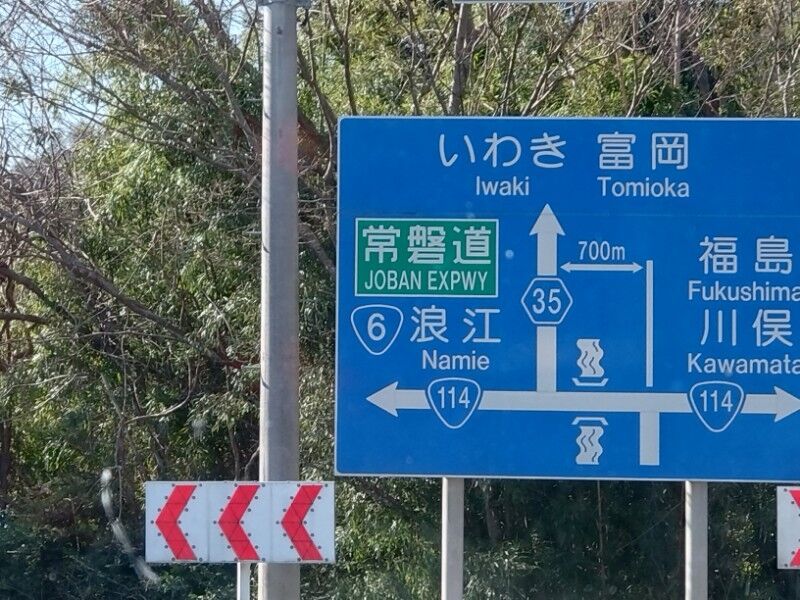 いわき 富岡
Iwaki Tomioka
常磐道
JOBAN EXPWY
700m
35
福島
Fukushima
6 浪江
Namie
川俣
Kawamata
114
114